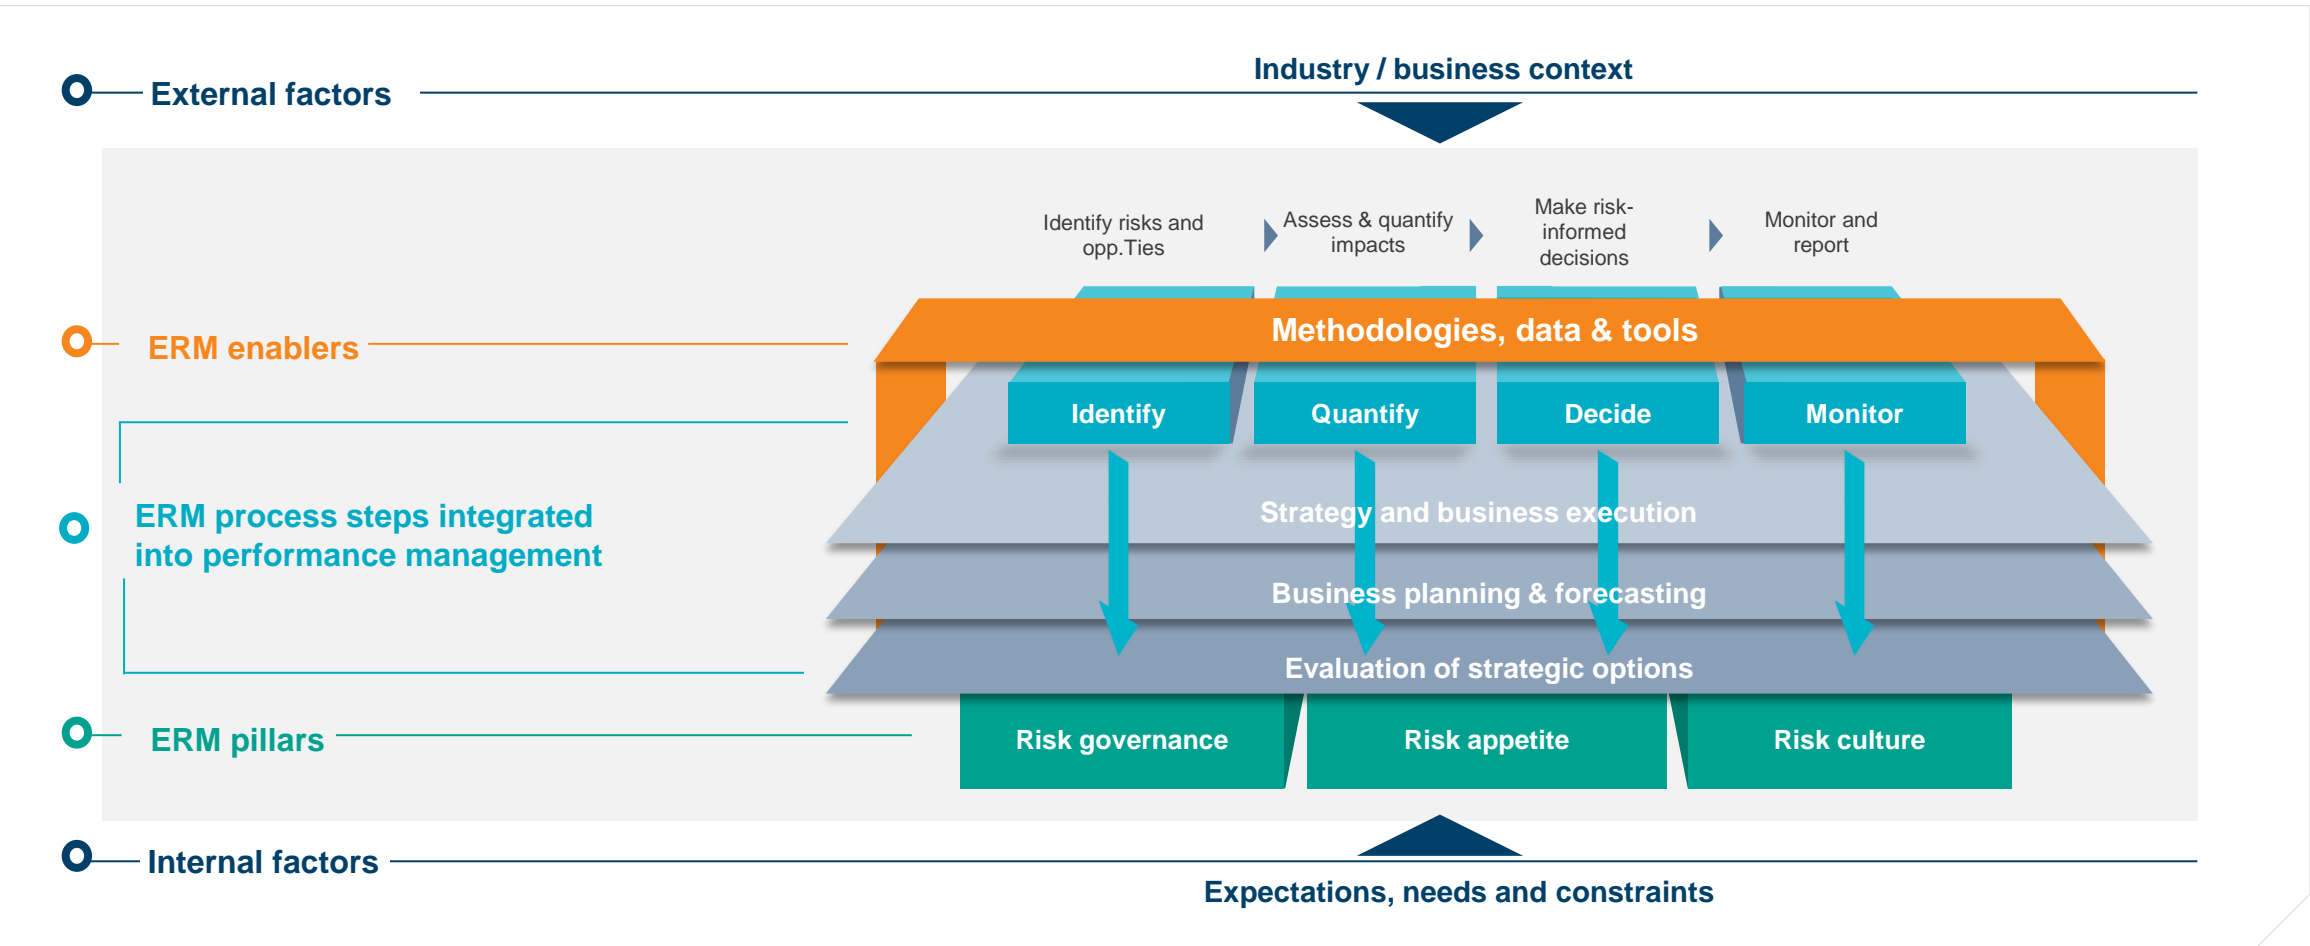 Industry / business context
External factors
Identify risks and
opp.Ties
Assess & quantify
impacts
Make risk-
informed
decisions
Monitor and
report
Methodologies, data & tools
ERM enablers
Identify
Quantify
Decide
Monitor
Strategy and business execution
ERM process steps integrated
into performance management
Business planning & forecasting
Evaluation of strategic options
ERM pillars
Risk governance
Risk appetite
Risk culture
Internal factors
Expectations, needs and constraints